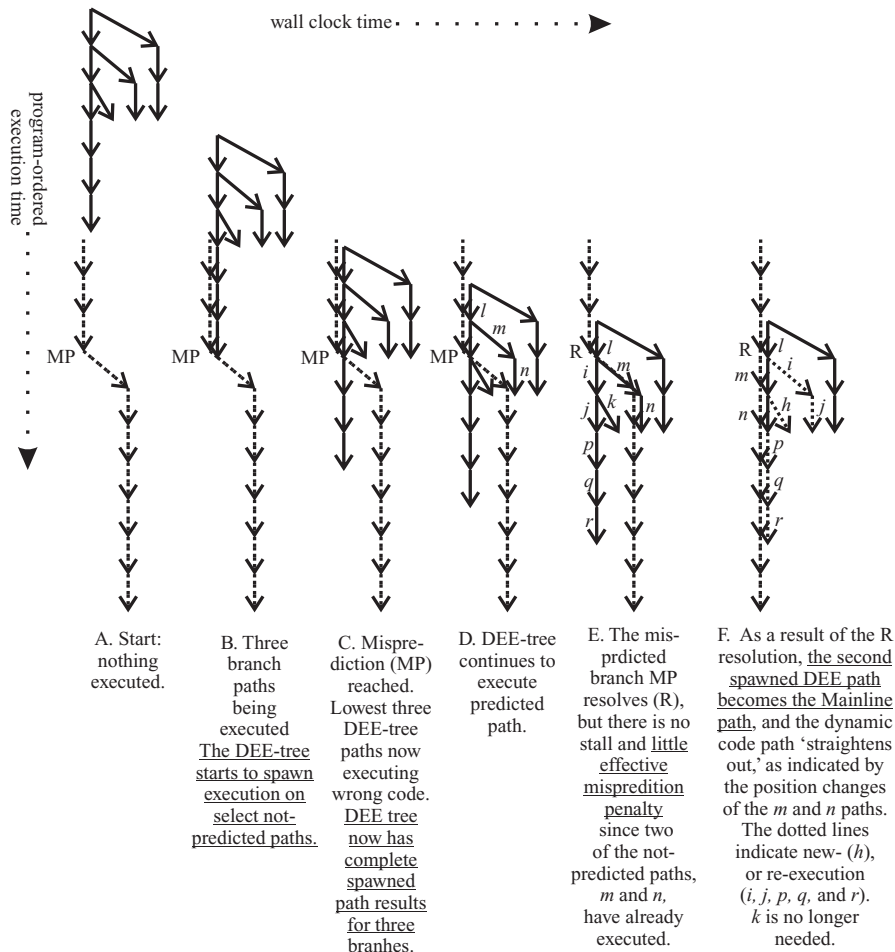 wall clock time
program-ordered
execution time
MP
MP
MP
MP
l
m
n
R
l
i
m
j
k
n
p
q
r
R
l
i
m
n
h
j
p
q
r
A. Start:
nothing
executed.
B. Three
branch
paths
being
executed
The DEE-tree
starts to spawn
execution on
select not-
predicted paths.
C. Mispre-
diction (MP)
reached.
Lowest three
DEE-tree
paths now
executing
wrong code.
DEE tree
now has
complete
spawned
path results
for three
branhes.
D. DEE-tree
continues to
execute
predicted
path.
E. The mis-
prdicted
branch MP
resolves (R),
but there is no
stall and little
effective
mispredition
penalty
since two
of the not-
predicted paths,
m and n,
have already
executed.
F. As a result of the R
resolution, the second
spawned DEE path
becomes the Mainline
path, and the dynamic
code path ‘straightens
out,’ as indicated by
the position changes
of the m and n paths.
The dotted lines
indicate new- (h),
or re-execution
(i, j, p, q, and r).
k is no longer
needed.